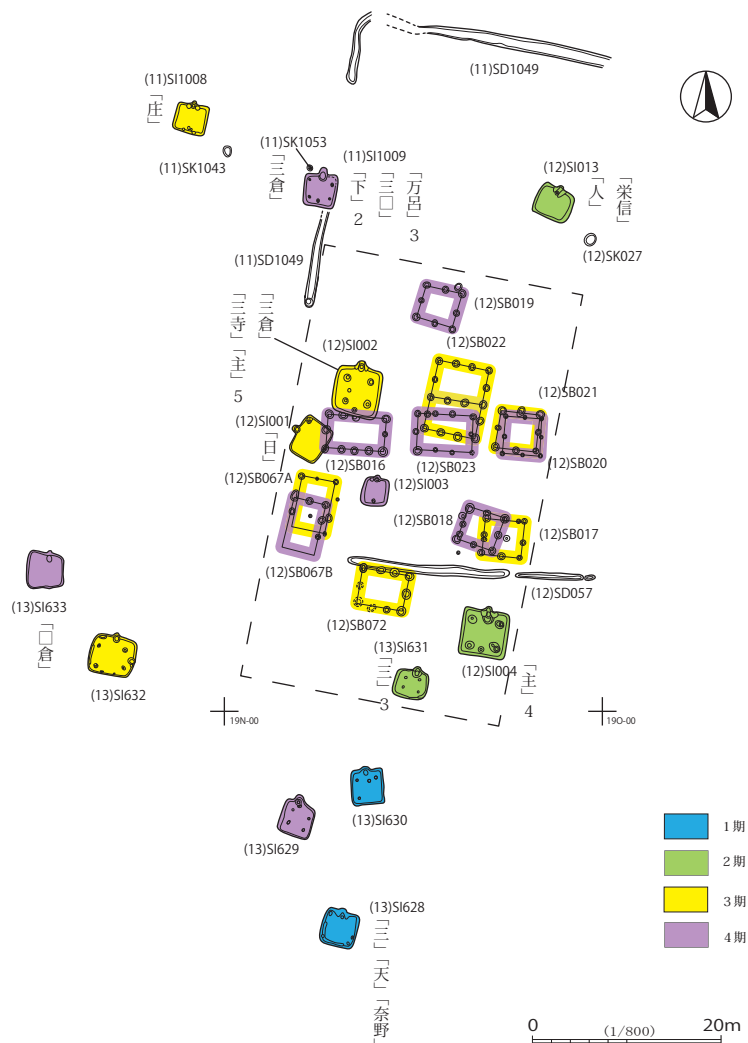 (11)SD1049
(11)SI1008
「庄」
(11)SK1043
(11)SK1053
「三倉」
(11)SI1009
「万呂」3
「三□」
「下」2
(12)SI013
「栄信」
「人」
(12)SK027
(11)SD1049
(12)SB019
(12)SB022
「三倉」
「三寺」「主」5
(12)SI002
(12)SB021
(12)SI001
「日」
(12)SB016
(12)SB023
(12)SB020
(12)SB067A
(12)SI003
(12)SB018
(12)SB017
(12)SB067B
(12)SD057
(13)SI633
「□倉」
(12)SB072
(13)SI632
(13)SI631
「三」3
(12)SI004
「主」4
19N-00
19O-00
(13)SI630
(13)SI629
(13)SI628
「三」「天」「奈野」
1期
2期
3期
4期
0 (1/800) 20m